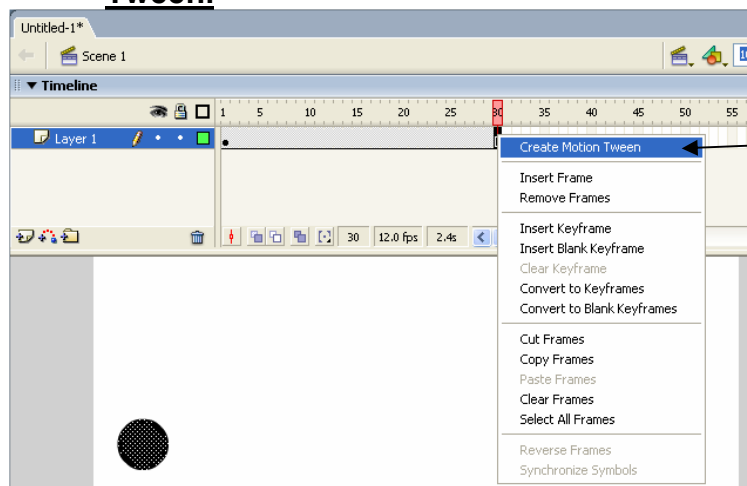 Tween.
Untitled-1*
Scene 1
Timeline
1 5 10 15 20 25 30 35 40 45 50 55
Layer 1
30 12.0 fps 2.4s
Create Motion Tween
Insert Frame
Remove Frames
Insert Keyframe
Insert Blank Keyframe
Clear Keyframe
Convert to Keyframes
Convert to Blank Keyframes
Cut Frames
Copy Frames
Paste Frames
Clear Frames
Select All Frames
Reverse Frames
Synchronize Symbols